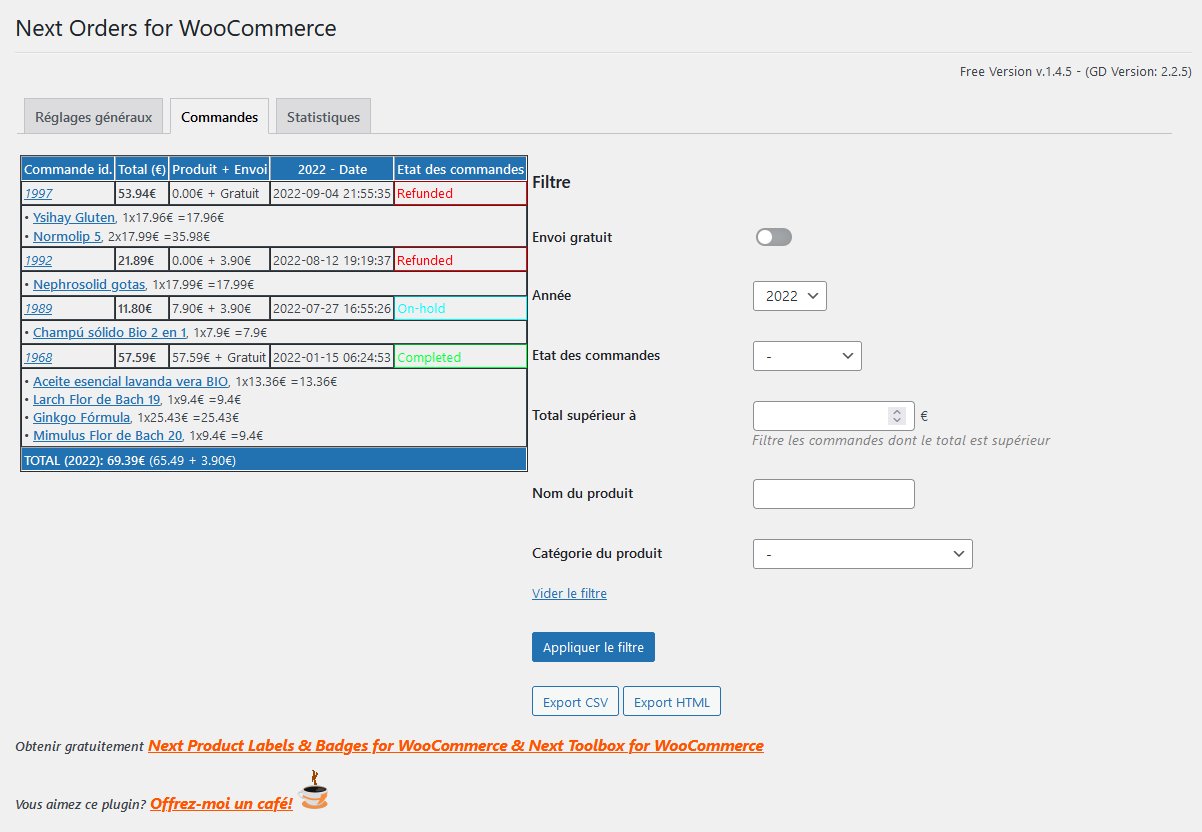 Next Orders for WooCommerce
Free Version v.1.4.5 - (GD Version: 2.2.5)
Réglages généraux Commandes Statistiques
Commande id. Total (€) Produit + Envoi 2022 - Date Etat des commandes
1997 53.94€ 0.00€ + Gratuit 2022-09-04 21:55:35 Refunded
• Ysihay Gluten, 1x17.96€ =17.96€
• Normolip 5, 2x17.99€ =35.98€
1992 21.89€ 0.00€ + 3.90€ 2022-08-12 19:19:37 Refunded
• Nephrosolid gotas, 1x17.99€ =17.99€
1989 11.80€ 7.90€ + 3.90€ 2022-07-27 16:55:26 On-hold
• Champú sólido Bio 2 en 1, 1x7.9€ =7.9€
1968 57.59€ 57.59€ + Gratuit 2022-01-15 06:24:53 Completed
• Aceite esencial lavanda vera BIO, 1x13.36€ =13.36€
• Larch Flor de Bach 19, 1x9.4€ =9.4€
• Ginkgo Fórmula, 1x25.43€ =25.43€
• Mimulus Flor de Bach 20, 1x9.4€ =9.4€
TOTAL (2022): 69.39€ (65.49 + 3.90€)
Filtre
Envoi gratuit
Année 2022
Etat des commandes -
Total supérieur à €
Filtre les commandes dont le total est supérieur
Nom du produit
Catégorie du produit -
Vider le filtre
Appliquer le filtre
Export CSV Export HTML
Obtenir gratuitement Next Product Labels & Badges for WooCommerce & Next Toolbox for WooCommerce
Vous aimez ce plugin? Offrez-moi un café!